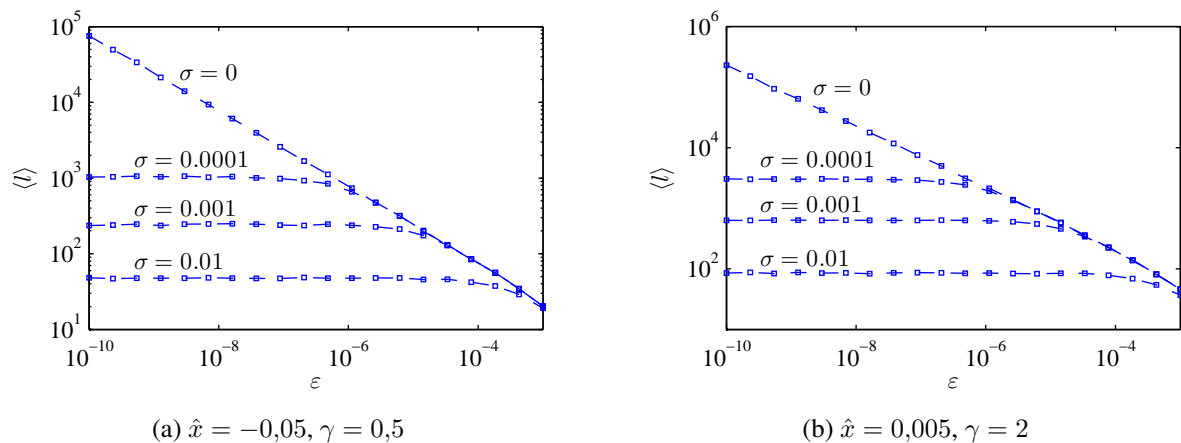 10^5
10^4
10^3
10^2
10^1
⟨l⟩
σ = 0
σ = 0.0001
σ = 0.001
σ = 0.01
10^−10
10^−8
10^−6
10^−4
ε
(a) x̂ = −0,05, γ = 0,5
10^6
10^4
10^2
⟨l⟩
σ = 0
σ = 0.0001
σ = 0.001
σ = 0.01
10^−10
10^−8
10^−6
10^−4
ε
(b) x̂ = 0,005, γ = 2